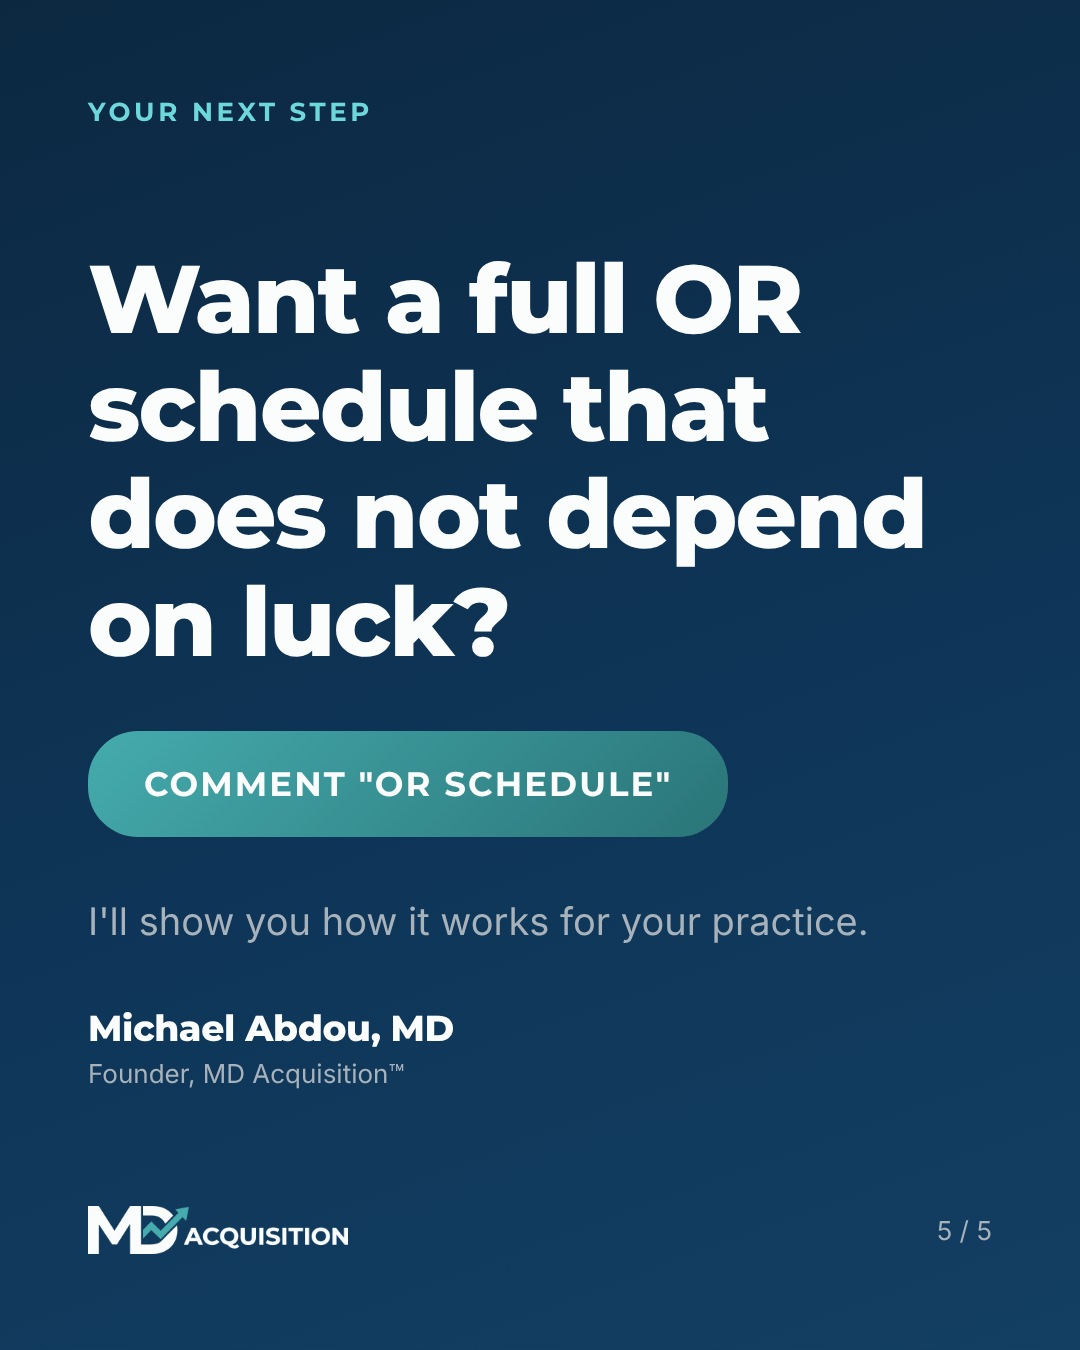 YOUR NEXT STEP
Want a full OR
schedule that
does not depend
on luck?
COMMENT "OR SCHEDULE"
I'll show you how it works for your practice.
Michael Abdou, MD
Founder, MD Acquisition™
MD ACQUISITION
5 / 5